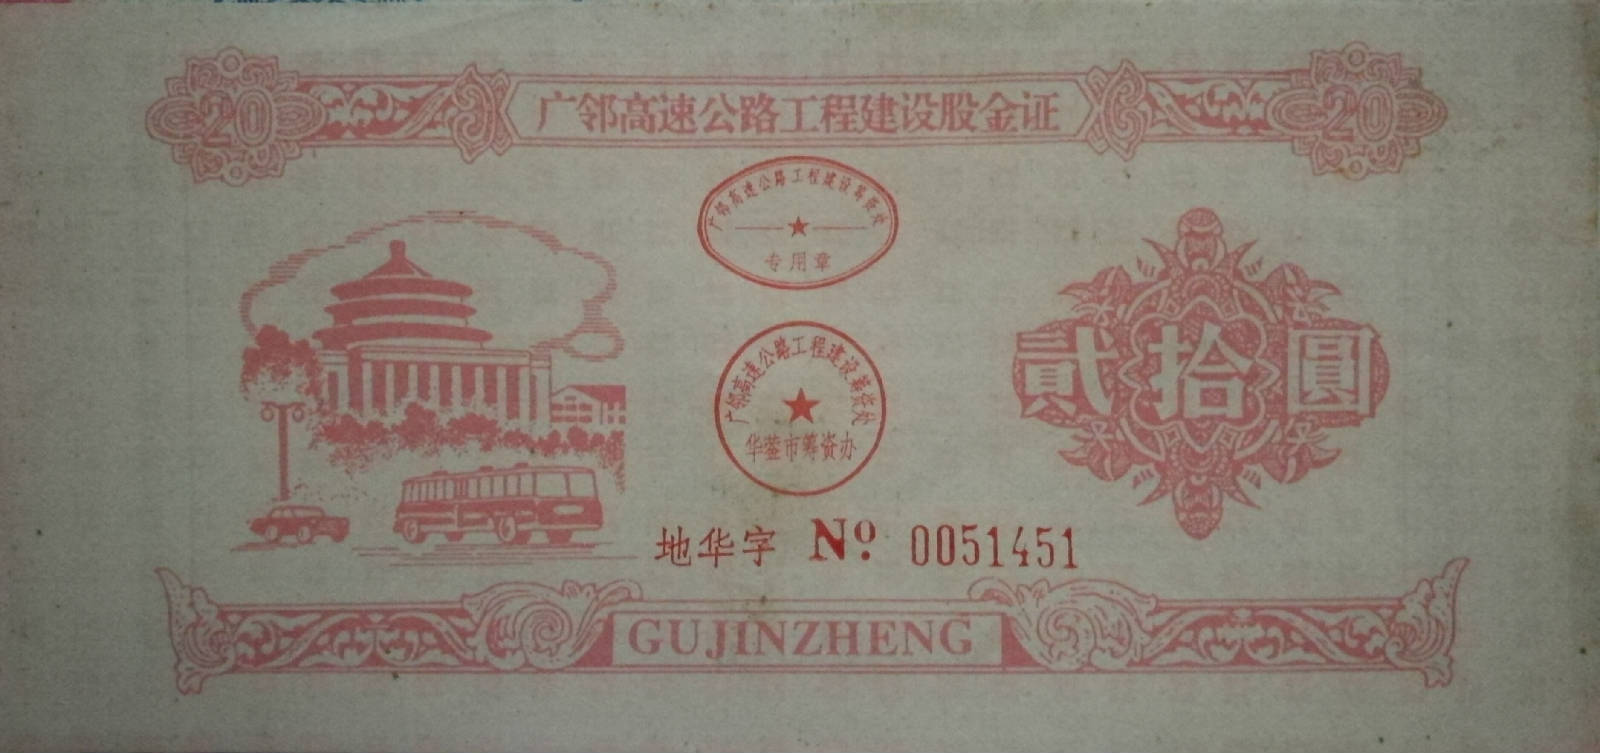 20 广邻高速公路工程建设股金证 20
广邻高速公路工程建设筹资处
专用章
贰拾圆
广邻高速公路工程建设筹资处
华蓥市筹资办
地华字 Nº 0051451
GUJINZHENG